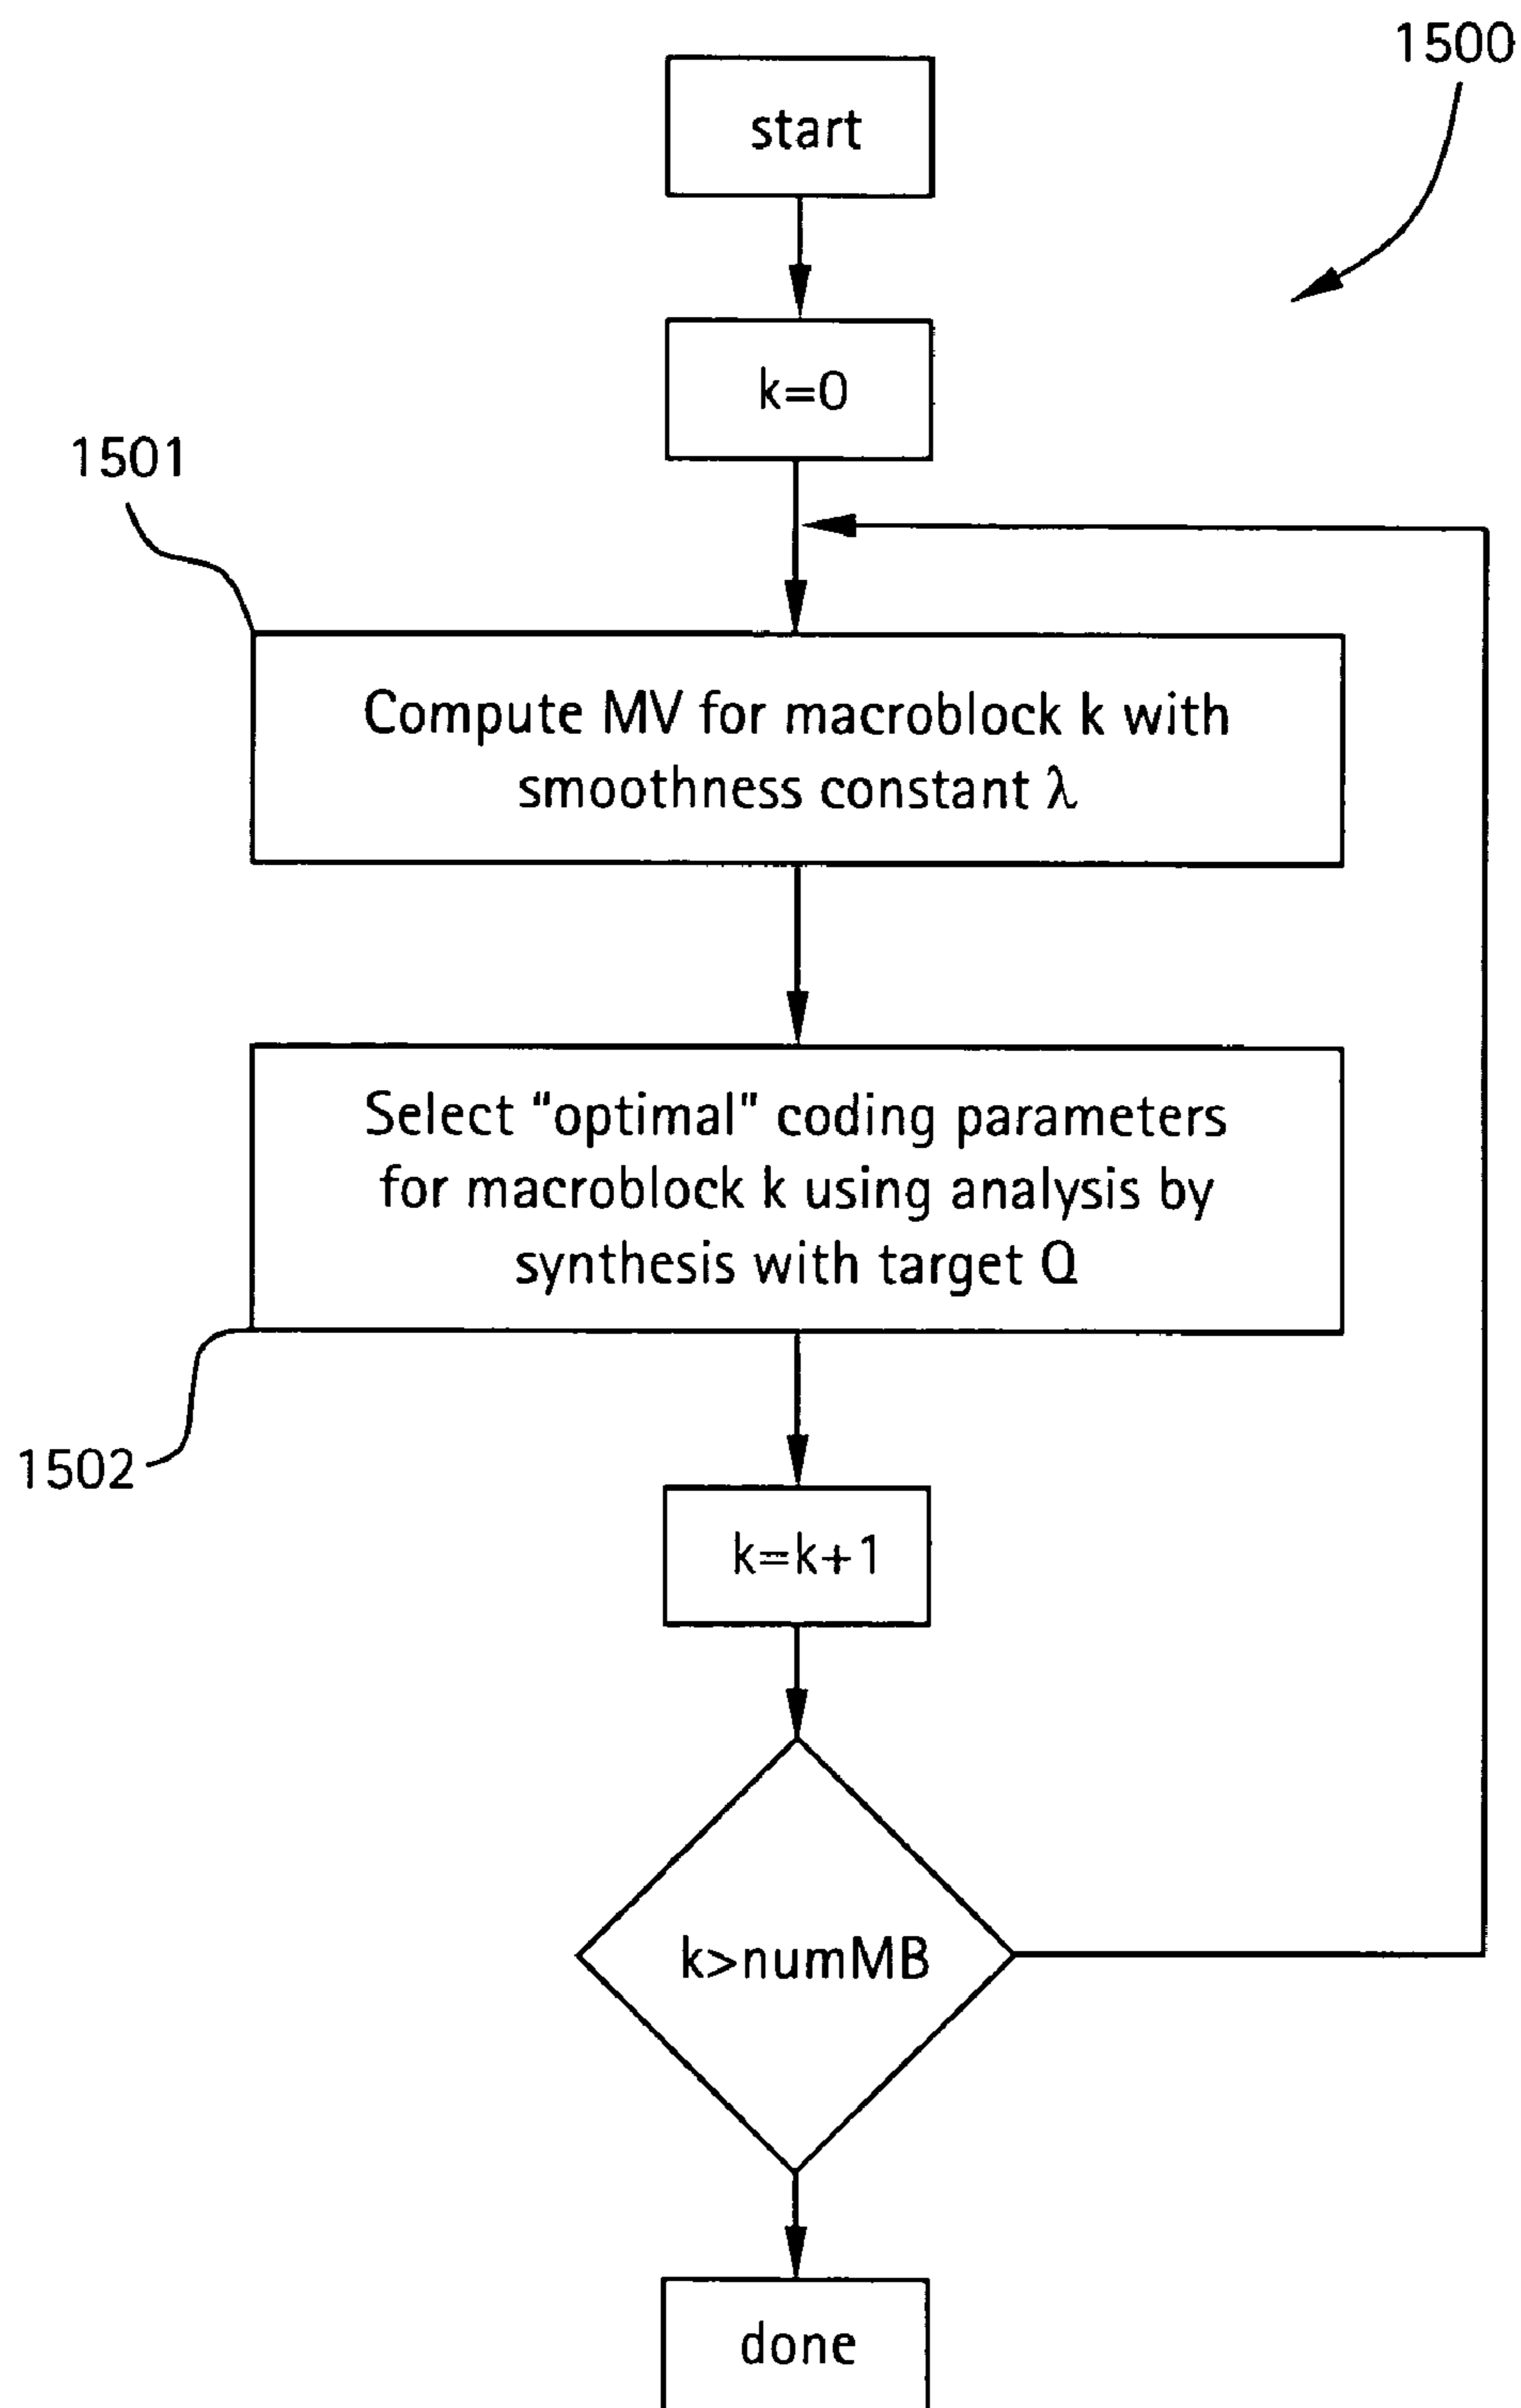 1500
start
k=0
1501
Compute MV for macroblock k with
smoothness constant λ
Select “optimal” coding parameters
for macroblock k using analysis by
synthesis with target Q
1502
k=k+1
k>numMB
done